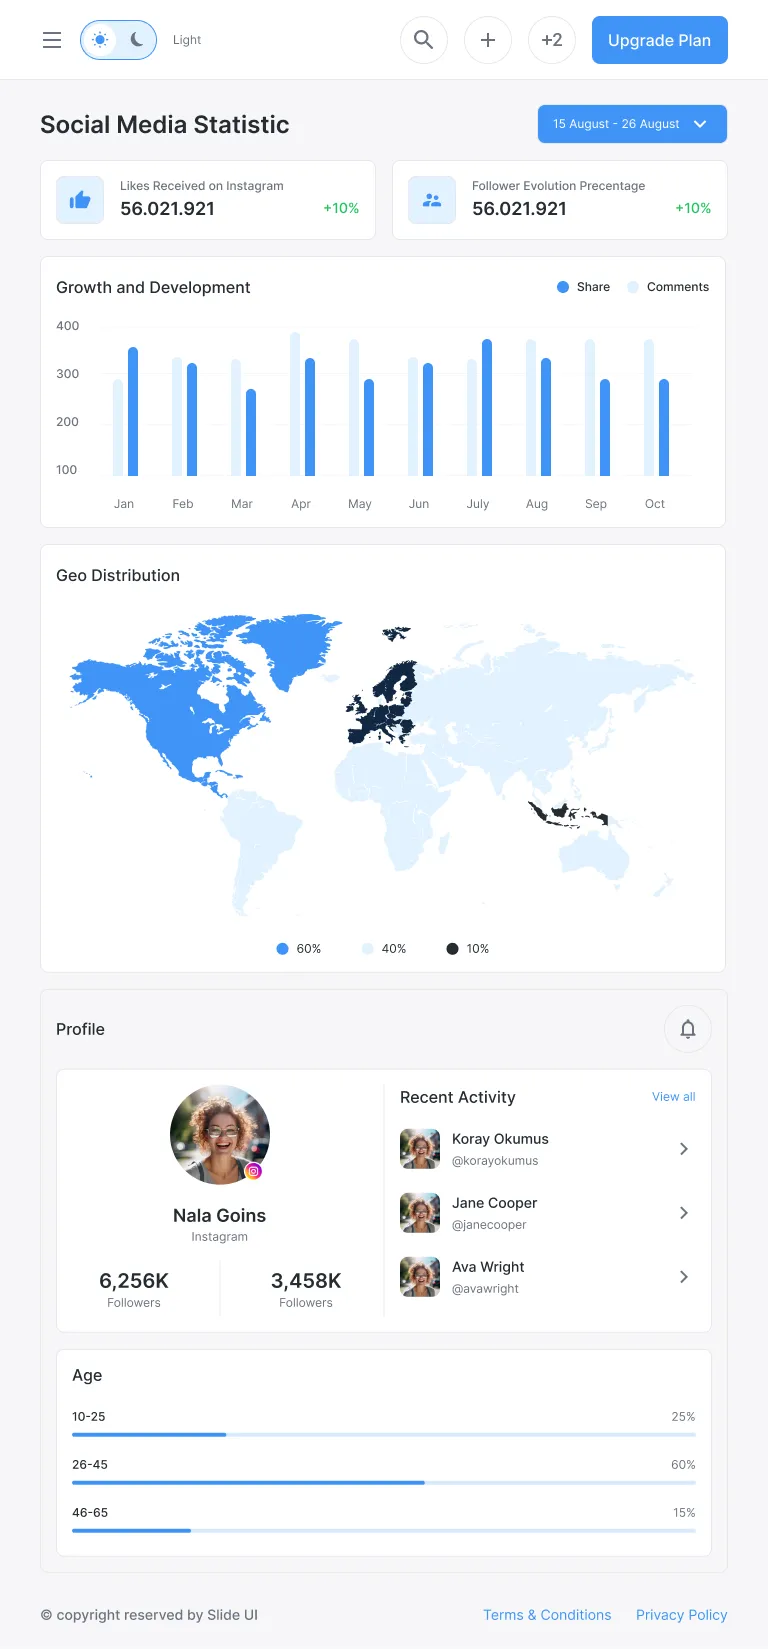 Light
+2
Upgrade Plan
Social Media Statistic
15 August - 26 August
Likes Received on Instagram
56.021.921
+10%
Follower Evolution Precentage
56.021.921
+10%
Growth and Development
Share
Comments
400
300
200
100
Jan Feb Mar Apr May Jun July Aug Sep Oct
Geo Distribution
60%
40%
10%
Profile
Nala Goins
Instagram
6,256K
Followers
3,458K
Followers
Recent Activity
View all
Koray Okumus
@korayokumus
Jane Cooper
@janecooper
Ava Wright
@avawright
Age
10-25 25%
26-45 60%
46-65 15%
© copyright reserved by Slide UI
Terms & Conditions
Privacy Policy